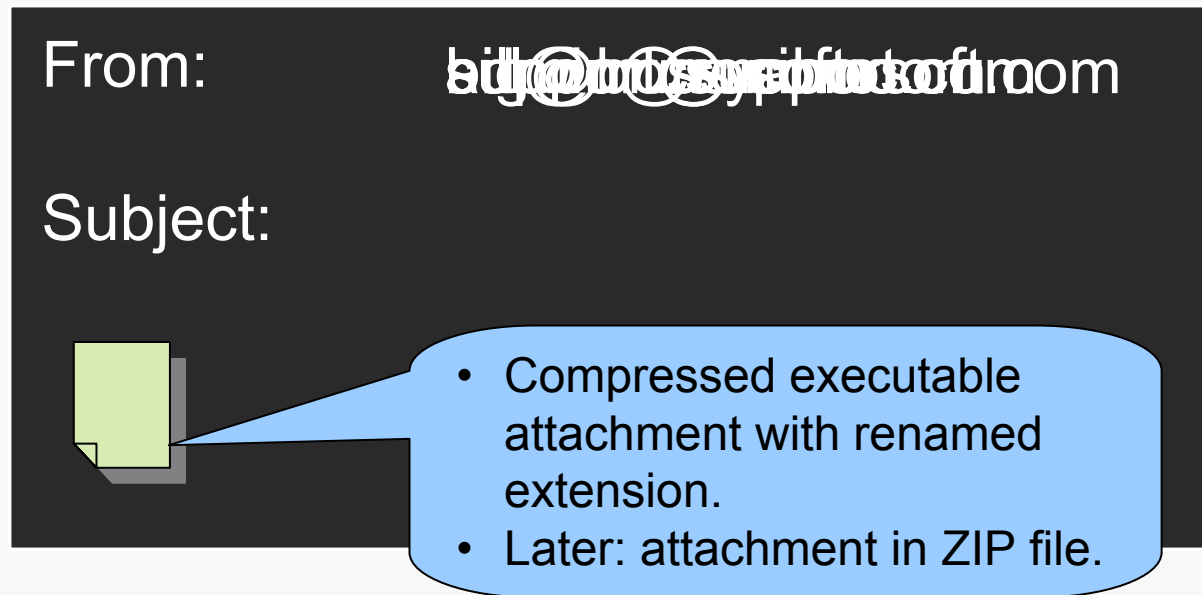 From:
Subject:
• Compressed executable
attachment with renamed
extension.
• Later: attachment in ZIP file.